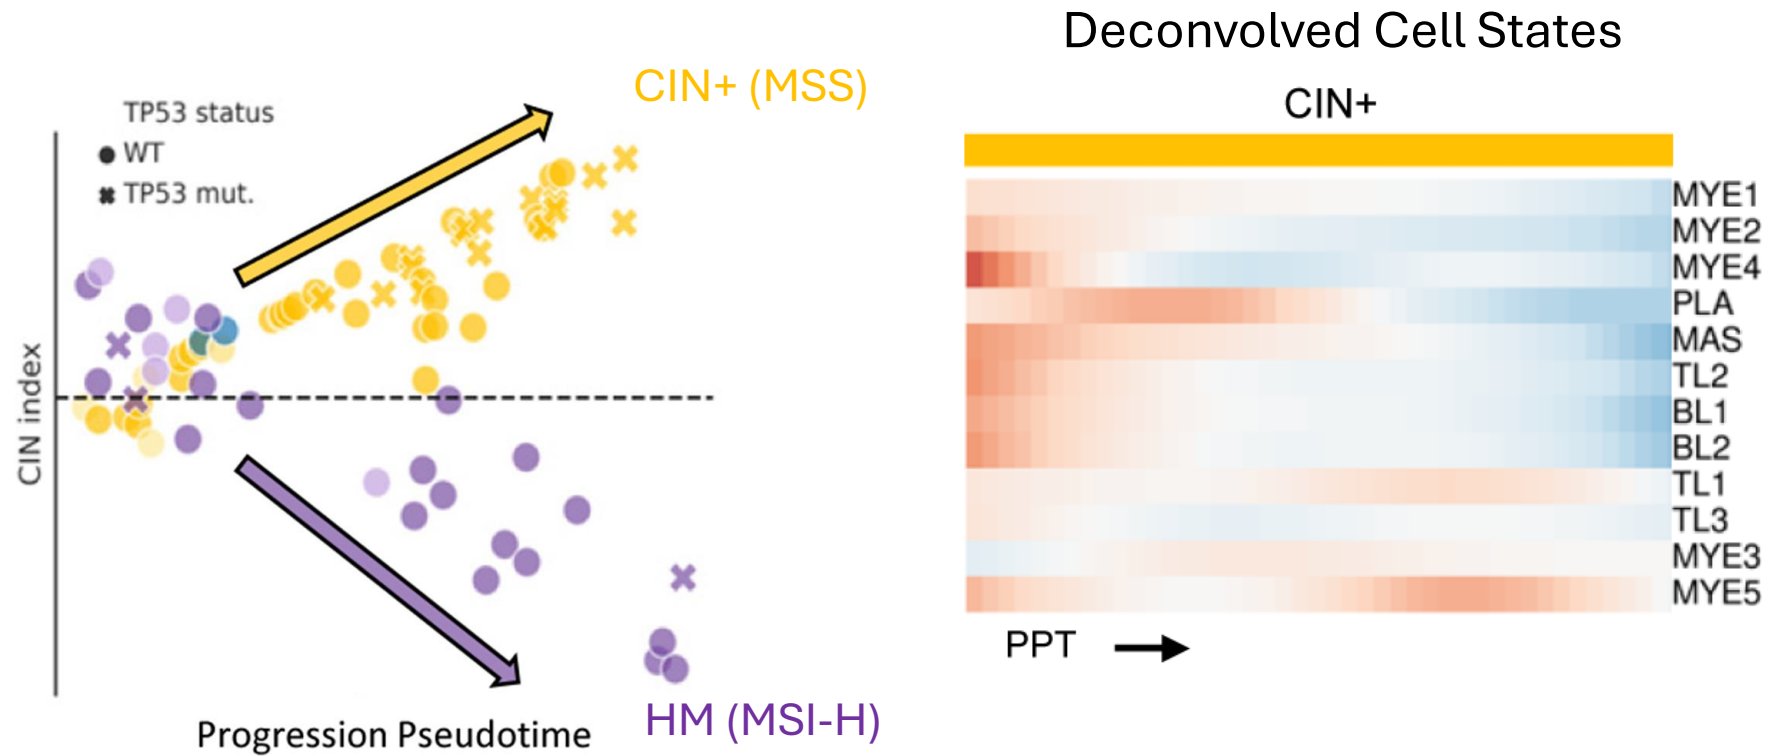 TP53 status
WT
TP53 mut.
CIN+ (MSS)
CIN index
HM (MSI-H)
Progression Pseudotime
Deconvolved Cell States
CIN+
MYE1
MYE2
MYE4
PLA
MAS
TL2
BL1
BL2
TL1
TL3
MYE3
MYE5
PPT